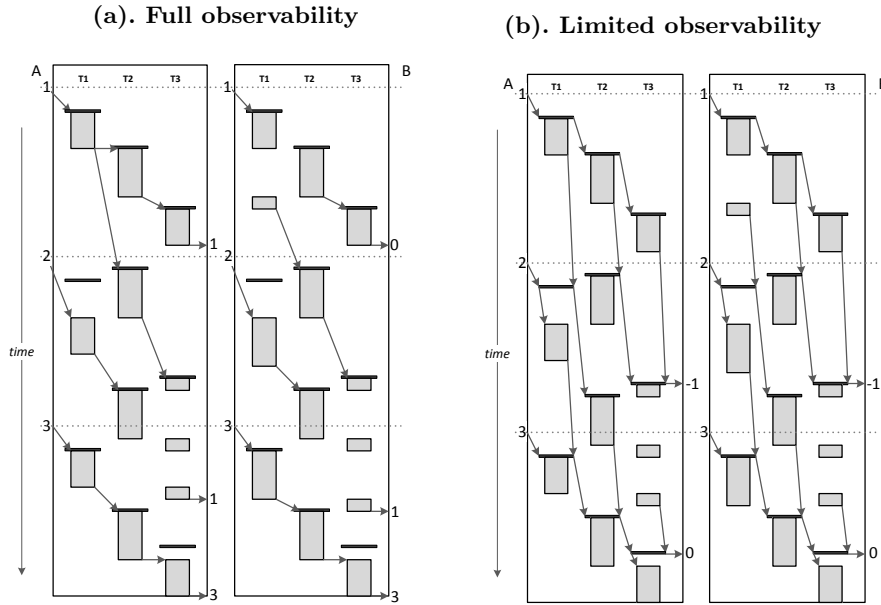 (a). Full observability
A T1 T2 T3 T1 T2 T3 B
1 1
1 0
2 2
time
3 3
1 1
3 3
(b). Limited observability
A T1 T2 T3 T1 T2 T3
1 1
2 2
time
-1 -1
3 3
0 0